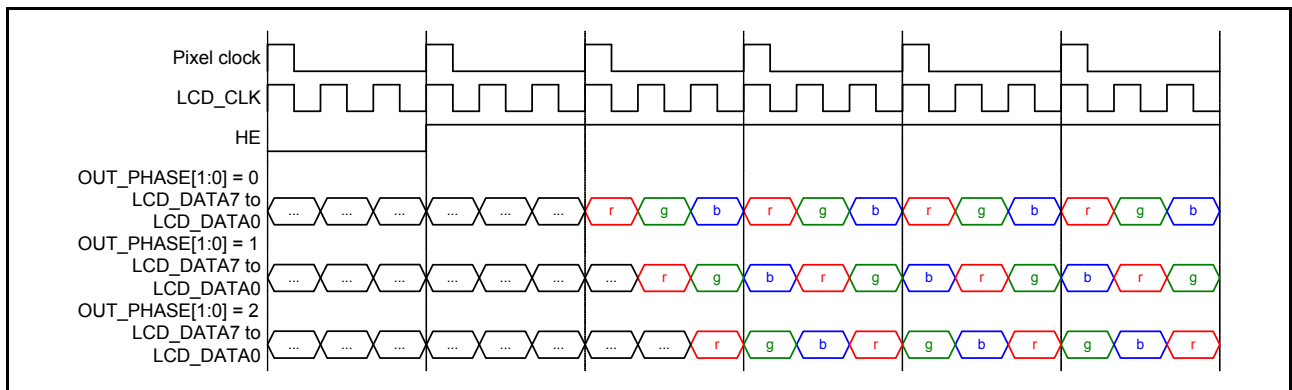 Pixel clock
LCD_CLK
HE
OUT_PHASE[1:0] = 0
LCD_DATA7 to
LCD_DATA0
... ... ... ... ... ... r g b r g b r g b r g b
OUT_PHASE[1:0] = 1
LCD_DATA7 to
LCD_DATA0
... ... ... ... ... ... ... r g b r g b r g b r g
OUT_PHASE[1:0] = 2
LCD_DATA7 to
LCD_DATA0
... ... ... ... ... ... ... ... r g b r g b r g b r